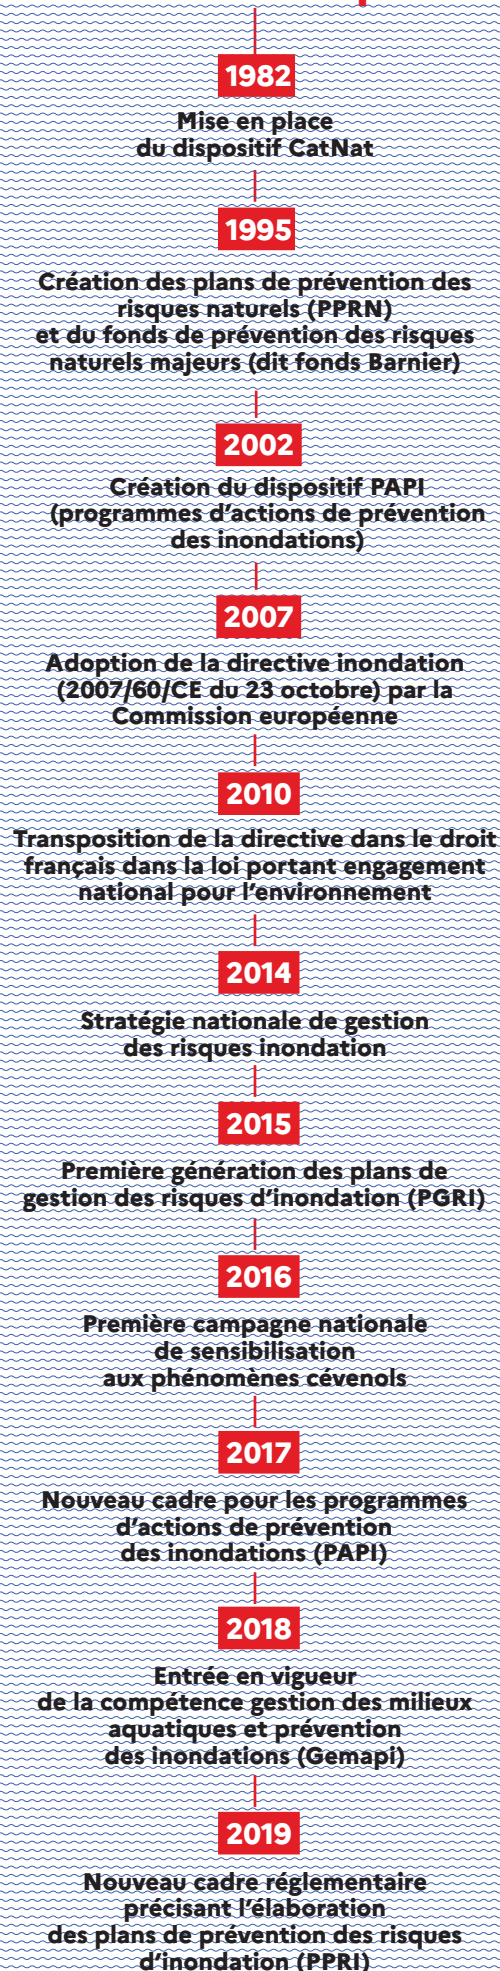 1982
Mise en place
du dispositif CatNat
1995
Création des plans de prévention des
risques naturels (PPRN)
et du fonds de prévention des risques
naturels majeurs (dit fonds Barnier)
2002
Création du dispositif PAPI
(programmes d’actions de prévention
des inondations)
2007
Adoption de la directive inondation
(2007/60/CE du 23 octobre) par la
Commission européenne
2010
Transposition de la directive dans le droit
français dans la loi portant engagement
national pour l’environnement
2014
Stratégie nationale de gestion
des risques inondation
2015
Première génération des plans de
gestion des risques d’inondation (PGRI)
2016
Première campagne nationale
de sensibilisation
aux phénomènes cévenols
2017
Nouveau cadre pour les programmes
d’actions de prévention
des inondations (PAPI)
2018
Entrée en vigueur
de la compétence gestion des milieux
aquatiques et prévention
des inondations (Gemapi)
2019
Nouveau cadre réglementaire
précisant l’élaboration
des plans de prévention des risques
d’inondation (PPRI)